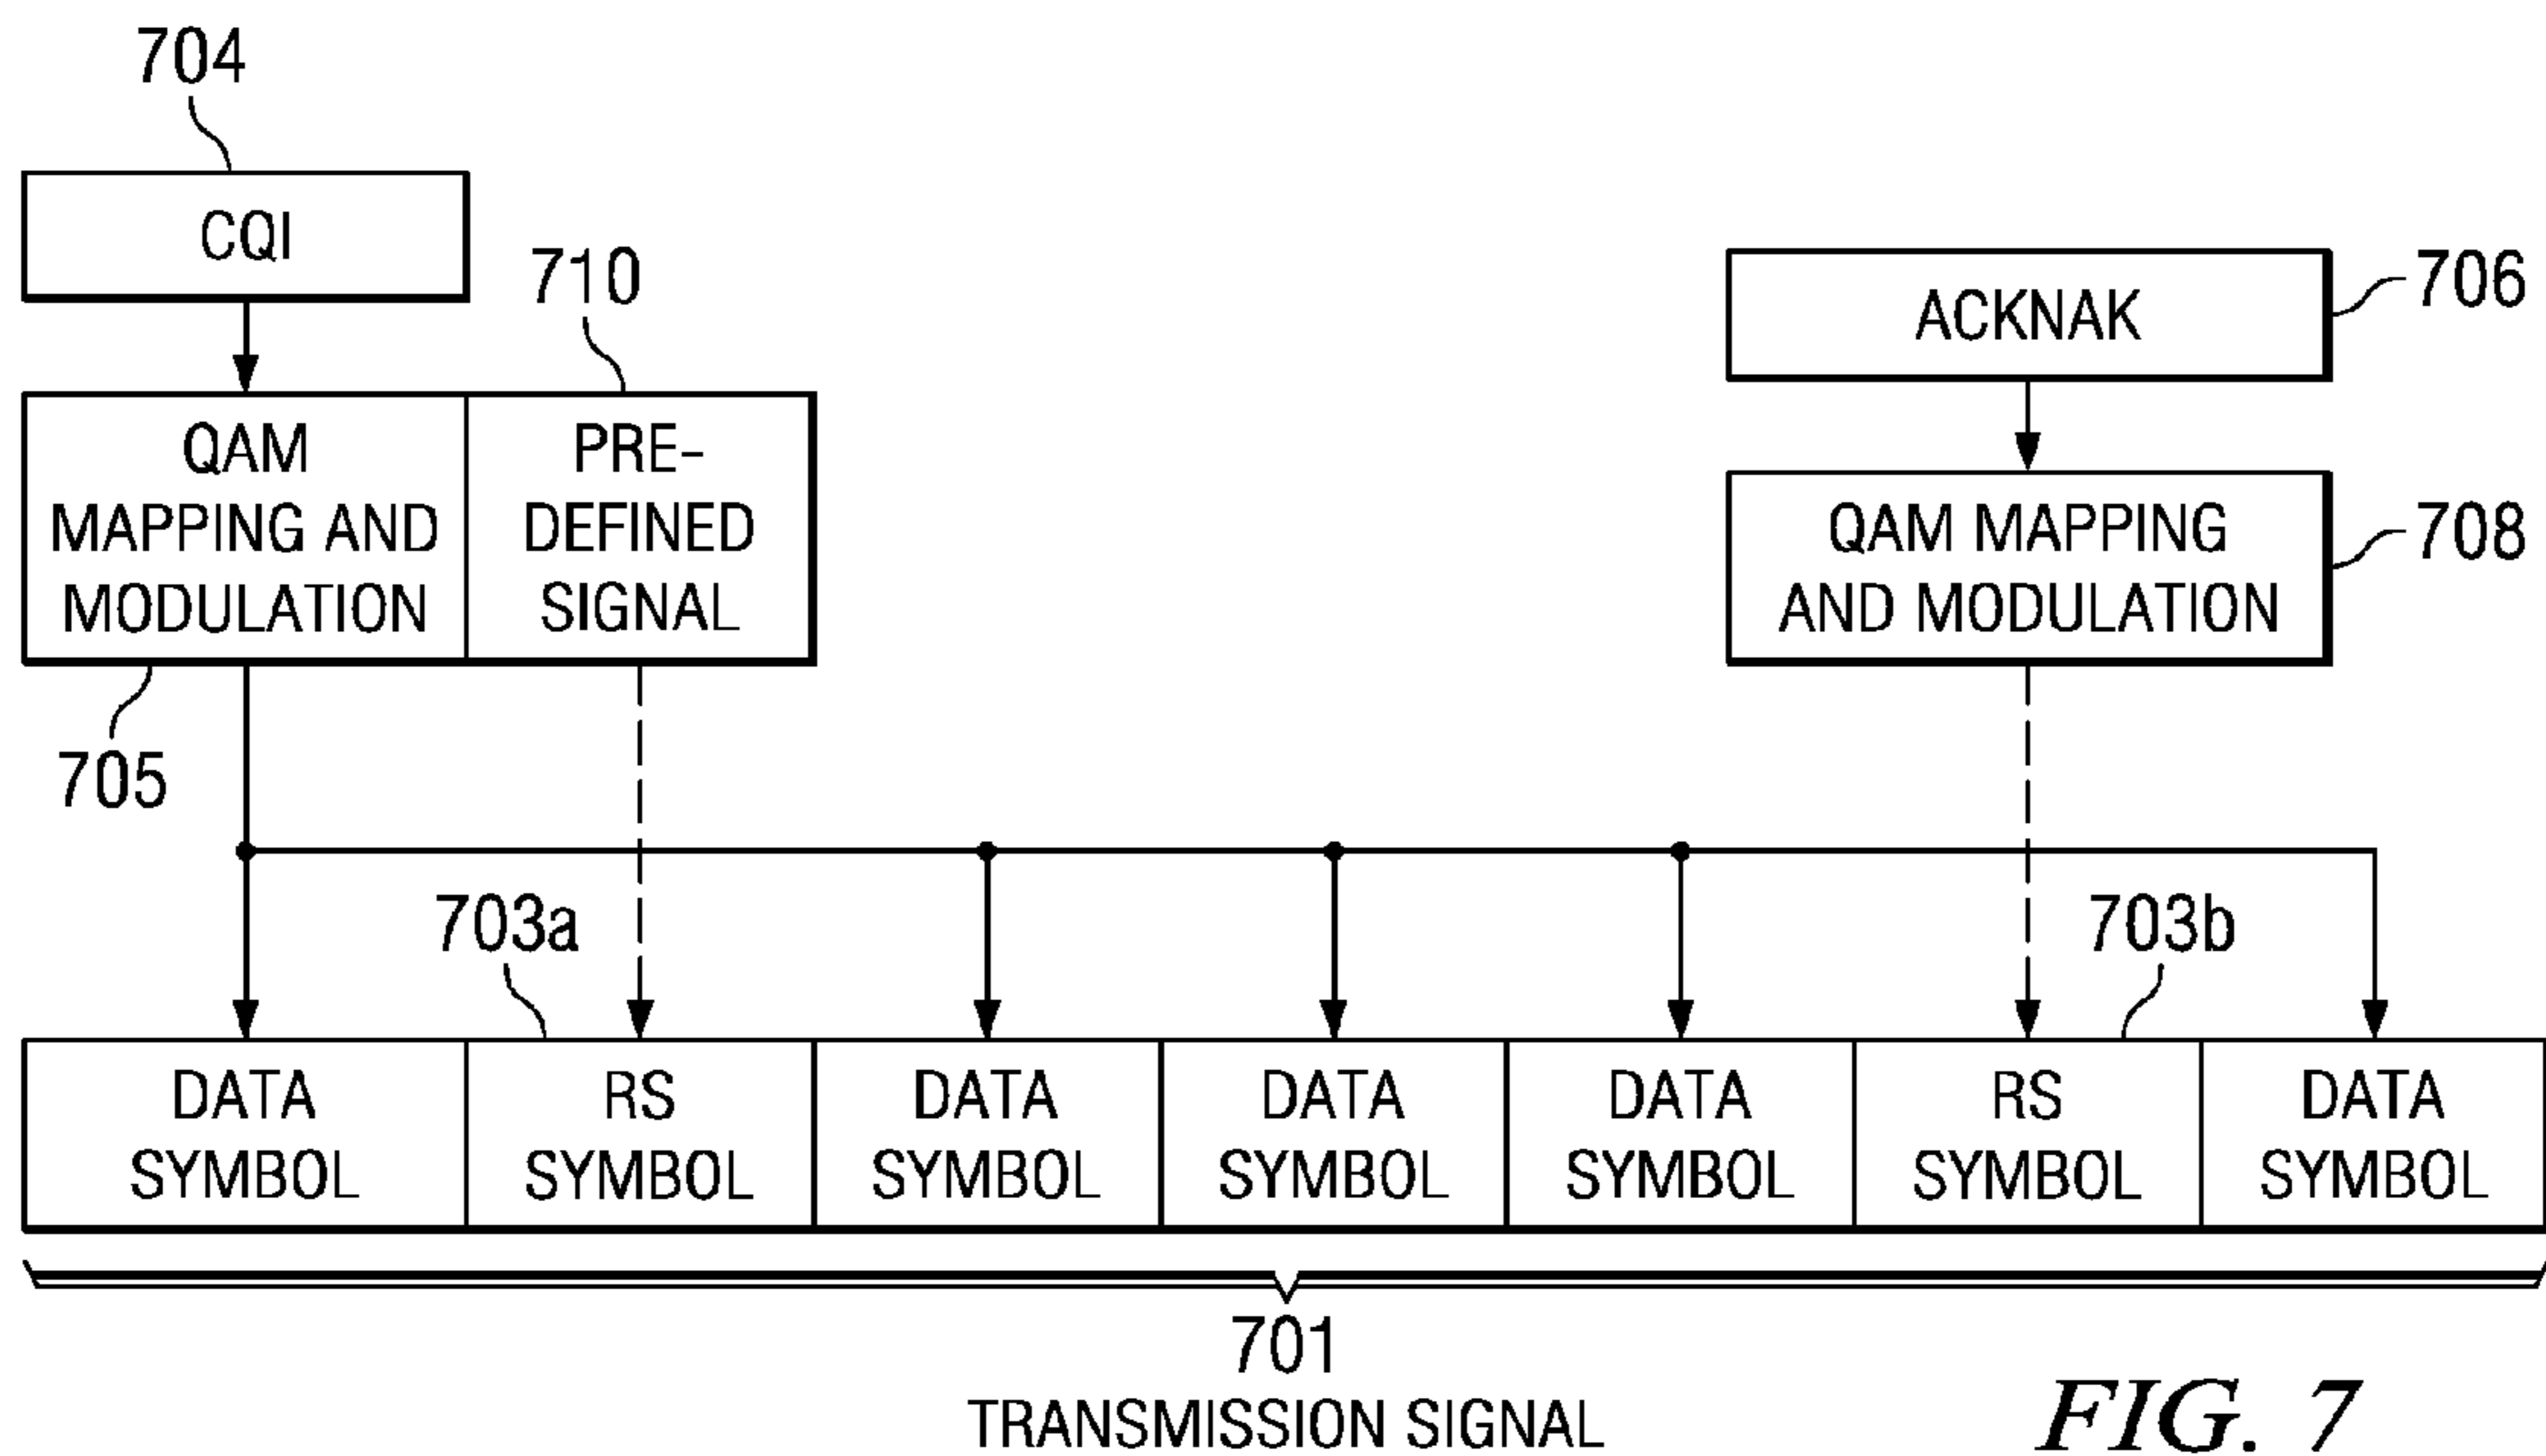 704
CQI
710
706
ACKNAK
QAM
MAPPING AND
MODULATION
PRE-
DEFINED
SIGNAL
QAM MAPPING
AND MODULATION
708
705
703a
703b
DATA
SYMBOL
RS
SYMBOL
DATA
SYMBOL
DATA
SYMBOL
DATA
SYMBOL
RS
SYMBOL
DATA
SYMBOL
701
TRANSMISSION SIGNAL
FIG. 7